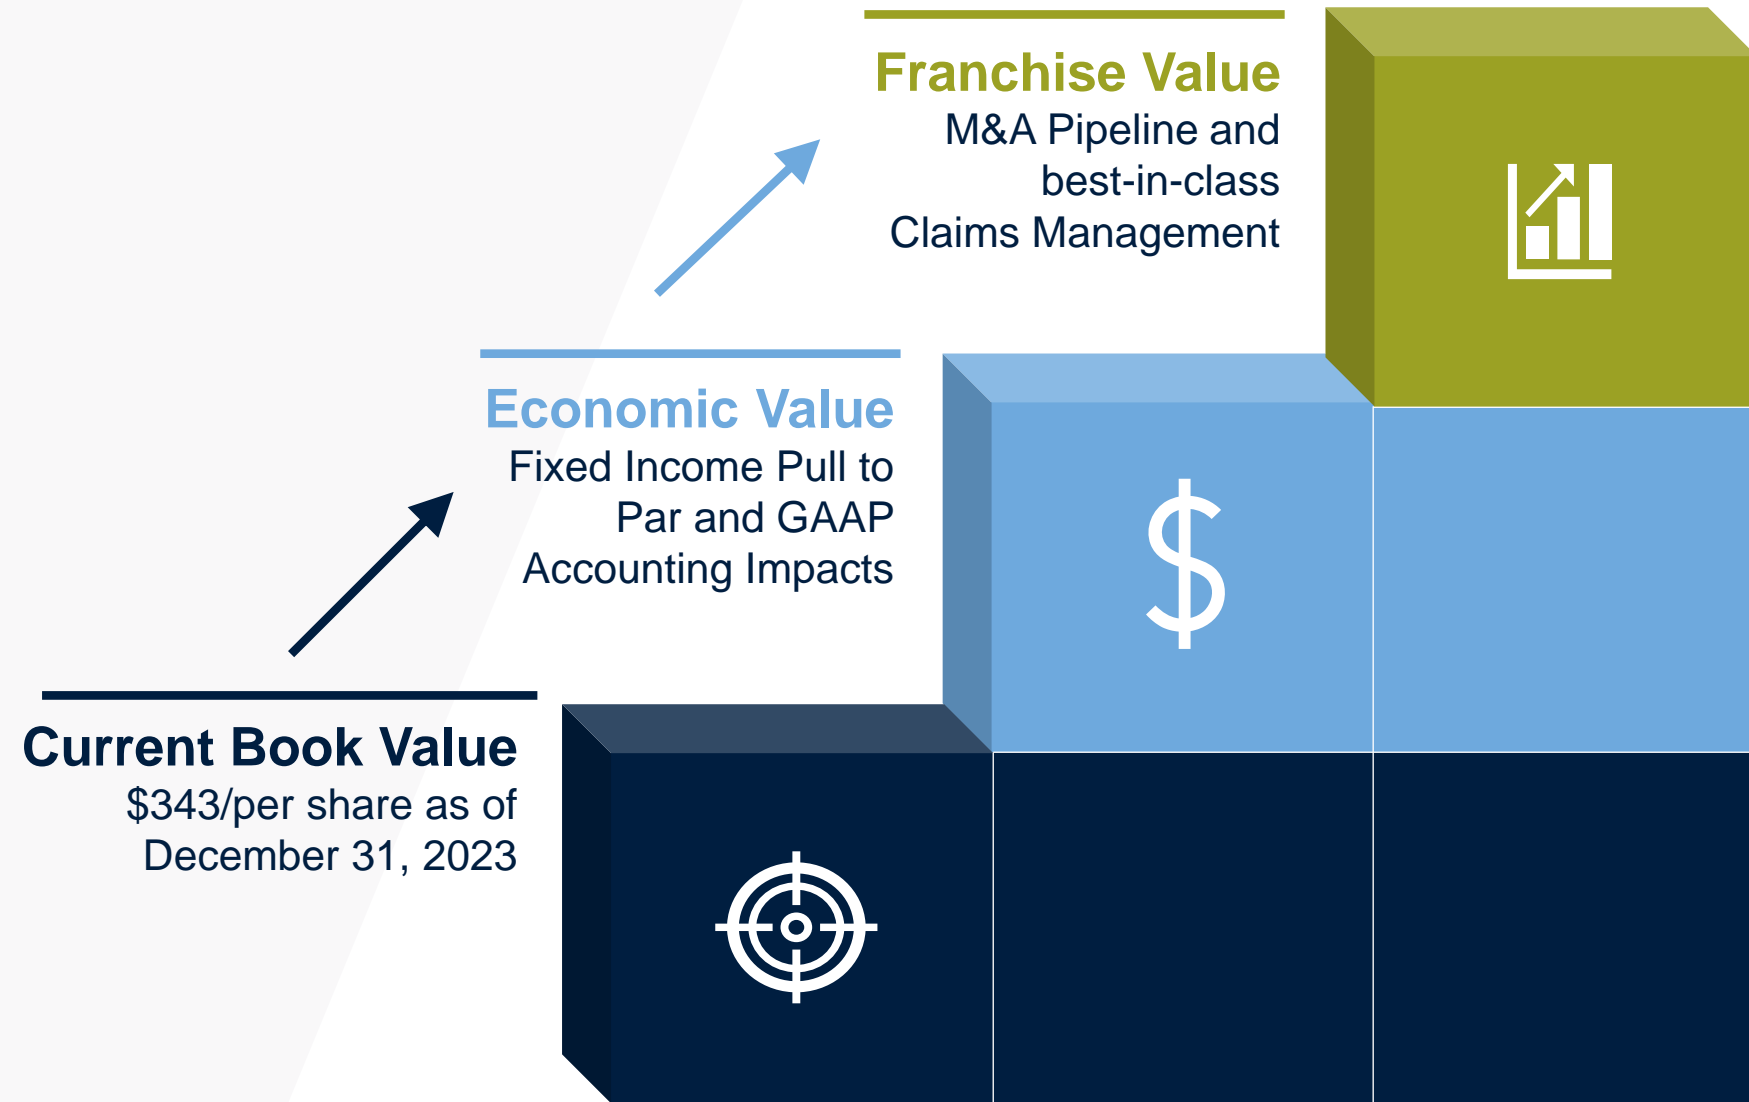 Franchise Value
M&A Pipeline and
best-in-class
Claims Management
Economic Value
Fixed Income Pull to
Par and GAAP
Accounting Impacts
Current Book Value
$343/per share as of
December 31, 2023
$